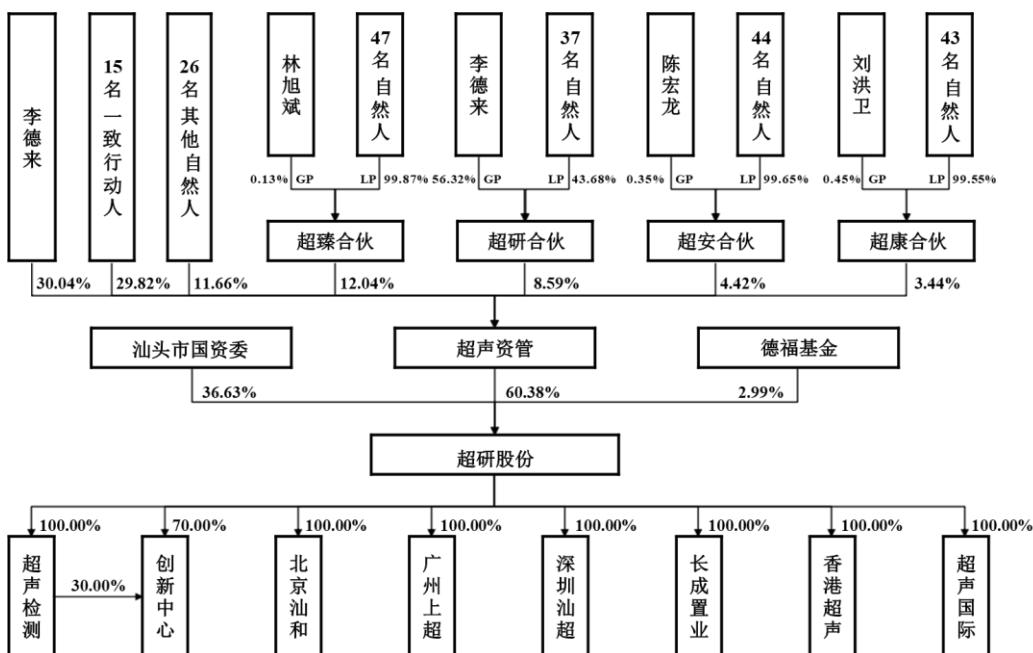 李德来
15名一致行动人
26名其他自然人
林旭斌
47名自然人
李德来
37名自然人
陈宏龙
44名自然人
刘洪卫
43名自然人
0.13% GP LP 99.87% 56.32% GP LP 43.68% 0.35% GP LP 99.65% 0.45% GP LP 99.55%
超臻合伙 超研合伙 超安合伙 超康合伙
30.04% 29.82% 11.66% 12.04% 8.59% 4.42% 3.44%
汕头市国资委 超声资管 德福基金
36.63% 60.38% 2.99%
超研股份
100.00% 70.00% 100.00% 100.00% 100.00% 100.00% 100.00% 100.00%
超声检测
30.00%
创新中心
北京汕和
广州上超
深圳汕超
长成置业
香港超声
超声国际